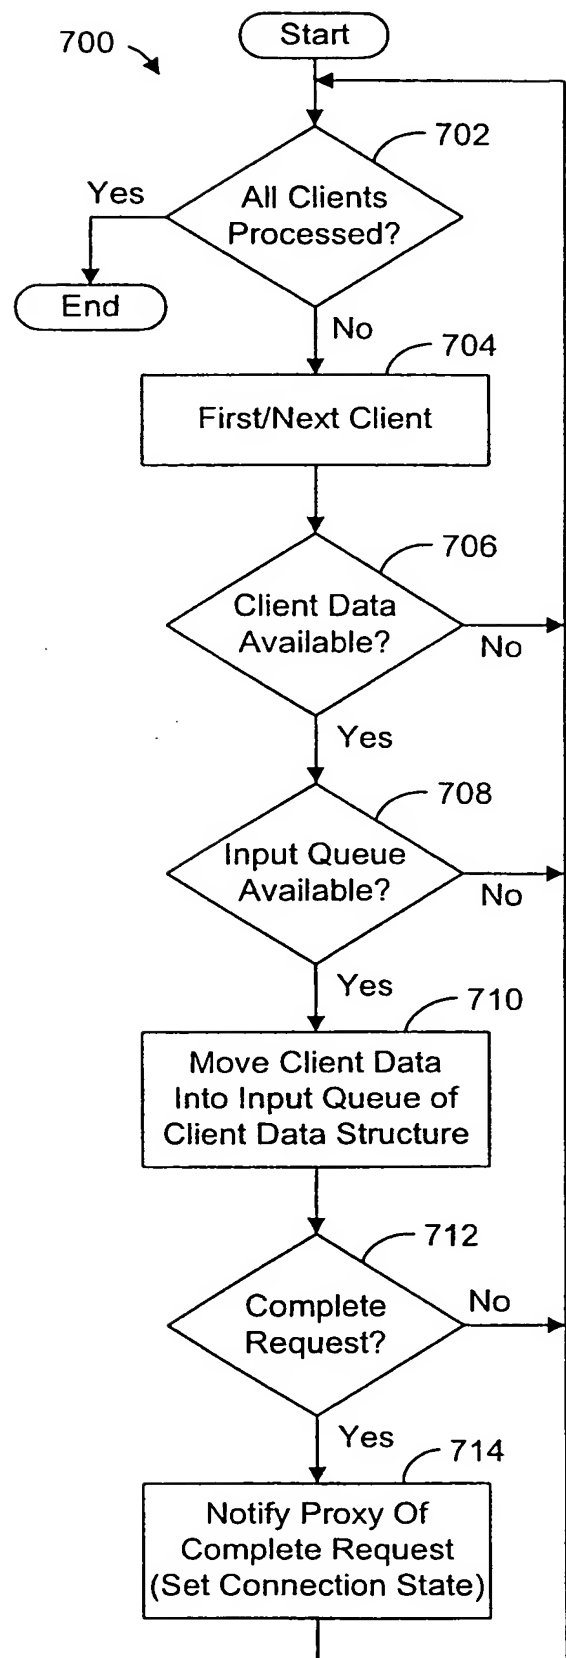 700
Start
702
Yes
All Clients
Processed?
End
No
704
First/Next Client
706
Client Data
Available?
No
Yes
708
Input Queue
Available?
No
Yes
710
Move Client Data
Into Input Queue of
Client Data Structure
712
Complete
Request?
No
Yes
714
Notify Proxy Of
Complete Request
(Set Connection State)